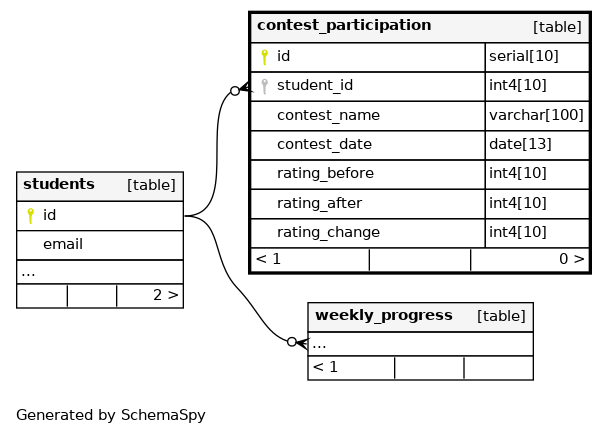 contest_participation [table]
id serial[10]
student_id int4[10]
contest_name varchar[100]
contest_date date[13]
rating_before int4[10]
rating_after int4[10]
rating_change int4[10]
< 1 0 >
students [table]
id
email
...
2 >
weekly_progress [table]
...
< 1
Generated by SchemaSpy